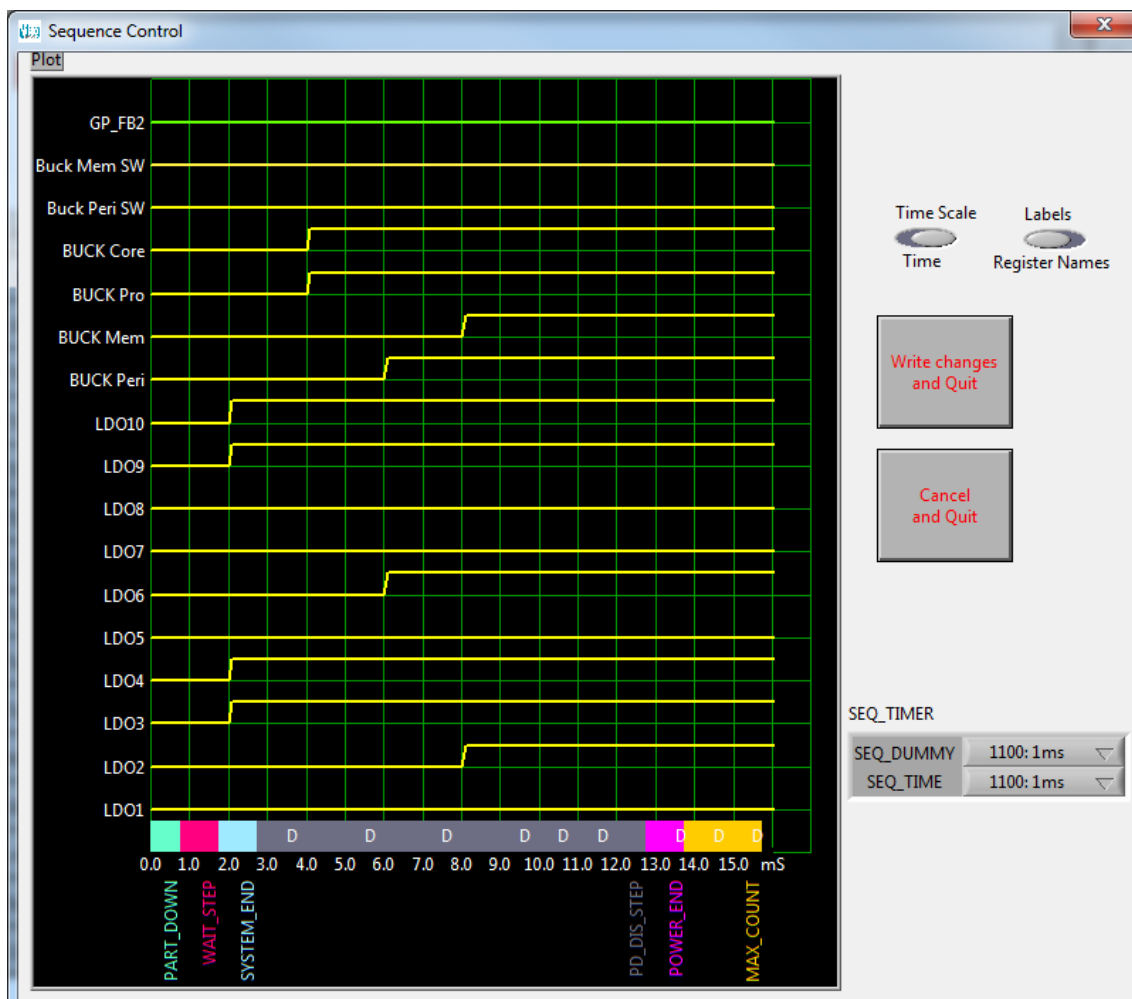 Sequence Control
Plot
GP_FB2
Buck Mem SW
Buck Peri SW
BUCK Core
BUCK Pro
BUCK Mem
BUCK Peri
LDO10
LDO9
LDO8
LDO7
LDO6
LDO5
LDO4
LDO3
LDO2
LDO1
D D D D D D D D D
0.0 1.0 2.0 3.0 4.0 5.0 6.0 7.0 8.0 9.0 10.0 11.0 12.0 13.0 14.0 15.0 mS
PART_DOWN
WAIT_STEP
SYSTEM_END
PD_DIS_STEP
POWER_END
MAX_COUNT
Time Scale
Time
Labels
Register Names
Write changes
and Quit
Cancel
and Quit
SEQ_TIMER
SEQ_DUMMY 1100: 1ms
SEQ_TIME 1100: 1ms